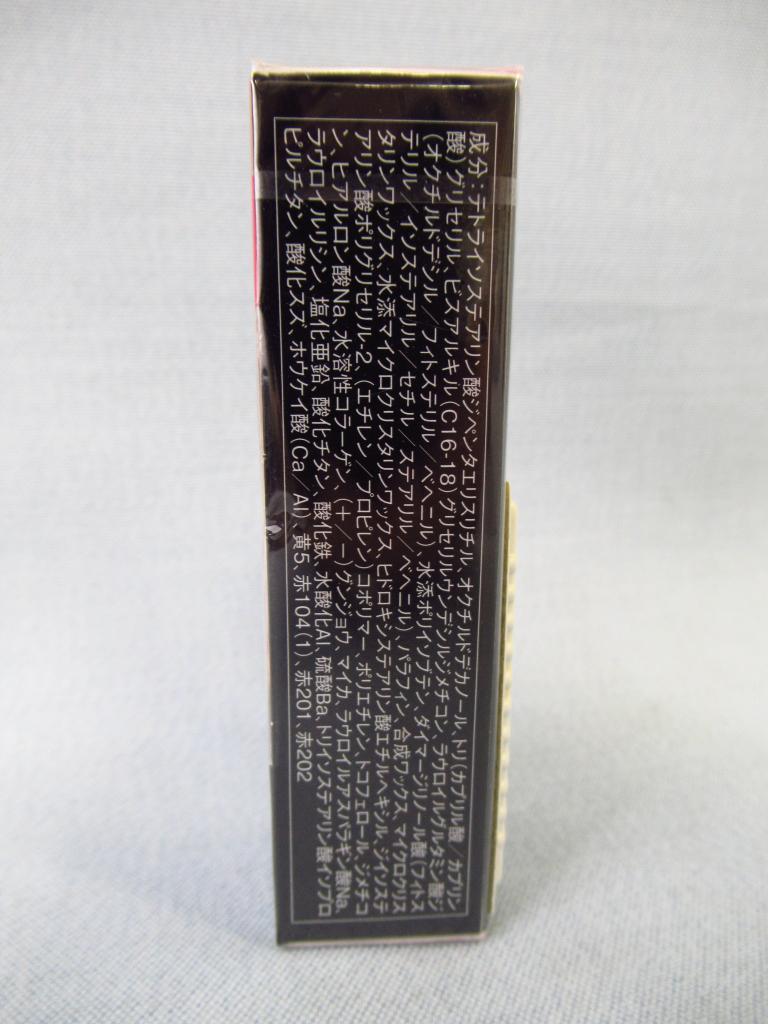 成分：テトライソステアリン酸ジペンタエリスリチル、オクチルドデカノール、トリ(カプリル酸／カプリン
酸)グリセリル、ビスアルキル(C16-18)グリセリルウンデシルジメチコン、ラウロイルグルタミン酸ジ
(オクチルドデシル／フィトステリル／ベヘニル)、水添ポリイソブテン、ダイマージリノール酸(フィトス
テリル／イソステアリル／セチル／ステアリル／ベヘニル)、パラフィン、合成ワックス、マイクロクリス
タリンワックス、水添マイクロクリスタリンワックス、ヒドロキシステアリン酸エチルヘキシル、ジイソステ
アリン酸ポリグリセリル-2、(エチレン／プロピレン)コポリマー、ポリエチレン、トコフェロール、ジメチコ
ン、ヒアルロン酸Na、水溶性コラーゲン、(＋／－)グンジョウ、マイカ、ラウロイルアスパラギン酸Na、
ラウロイルリシン、塩化亜鉛、酸化チタン、酸化鉄、水酸化Al、硫酸Ba、トリイソステアリン酸イソプロ
ピルチタン、酸化スズ、ホウケイ酸(Ca／Al)、黄5、赤104(1)、赤201、赤202